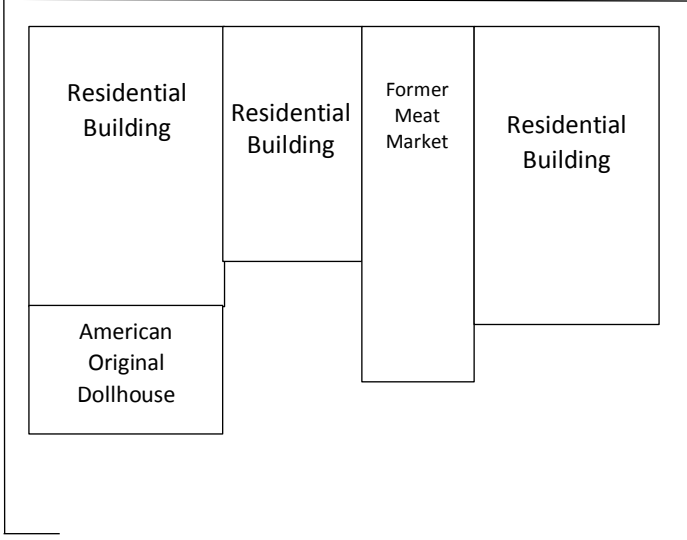 Residential
Building
Residential
Building
Former
Meat
Market
Residential
Building
American
Original
Dollhouse